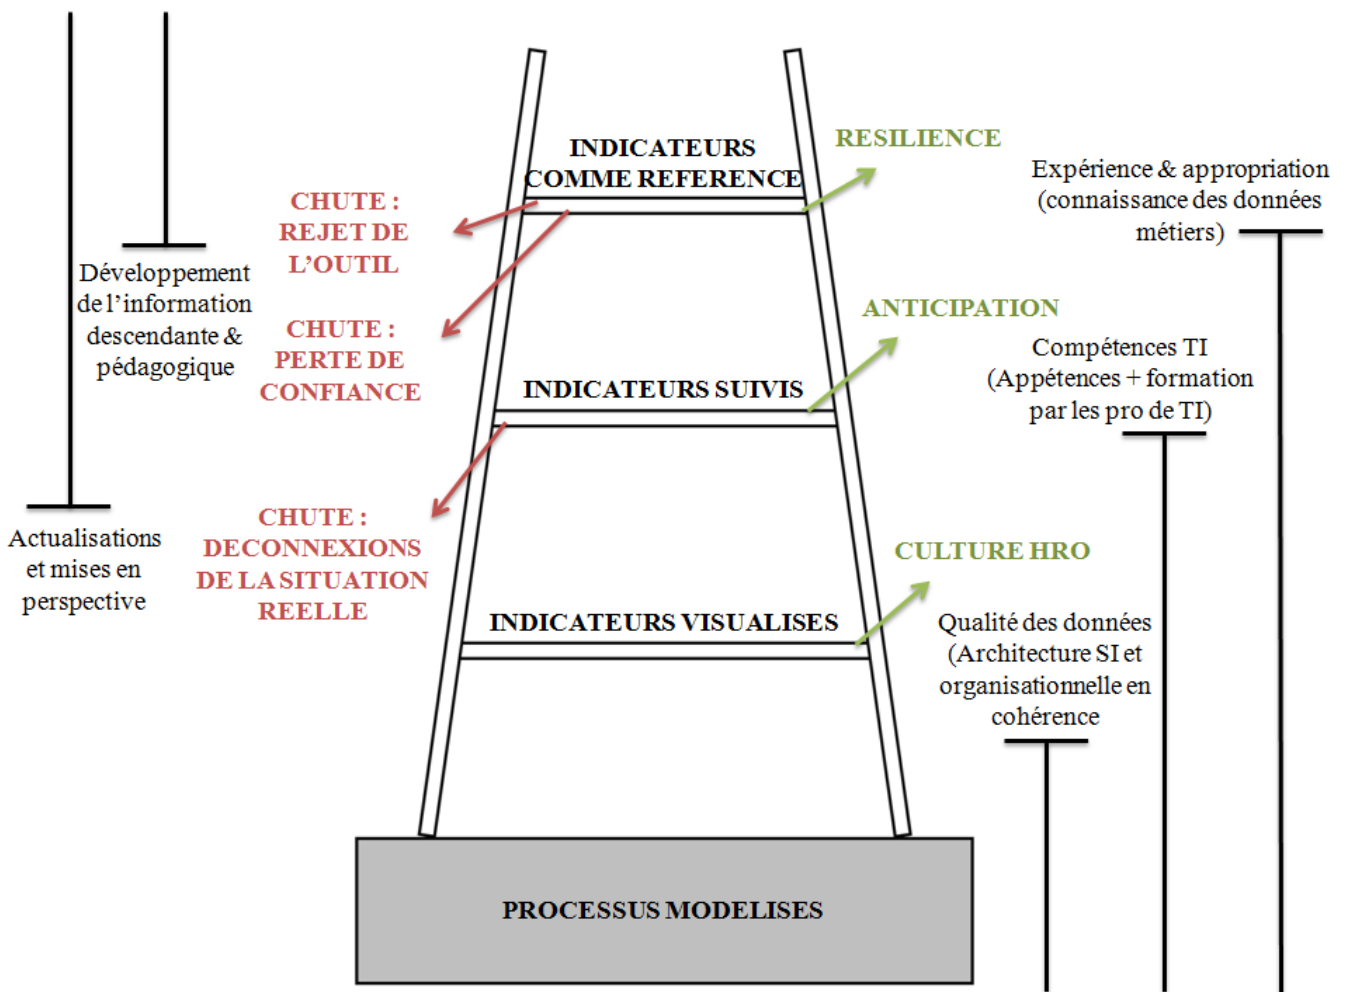 INDICATEURS
COMME REFERENCE
RESILIENCE
Expérience & appropriation
(connaissance des données
métiers)
CHUTE :
REJET DE
L’OUTIL
Développement
de l’information
descendante &
pédagogique
CHUTE :
PERTE DE
CONFIANCE
ANTICIPATION
INDICATEURS SUIVIS
Compétences TI
(Appétences + formation
par les pro de TI)
Actualisations
et mises en
perspective
CHUTE :
DECONNEXIONS
DE LA SITUATION
REELLE
CULTURE HRO
INDICATEURS VISUALISES
Qualité des données
(Architecture SI et
organisationnelle en
cohérence
PROCESSUS MODELISES